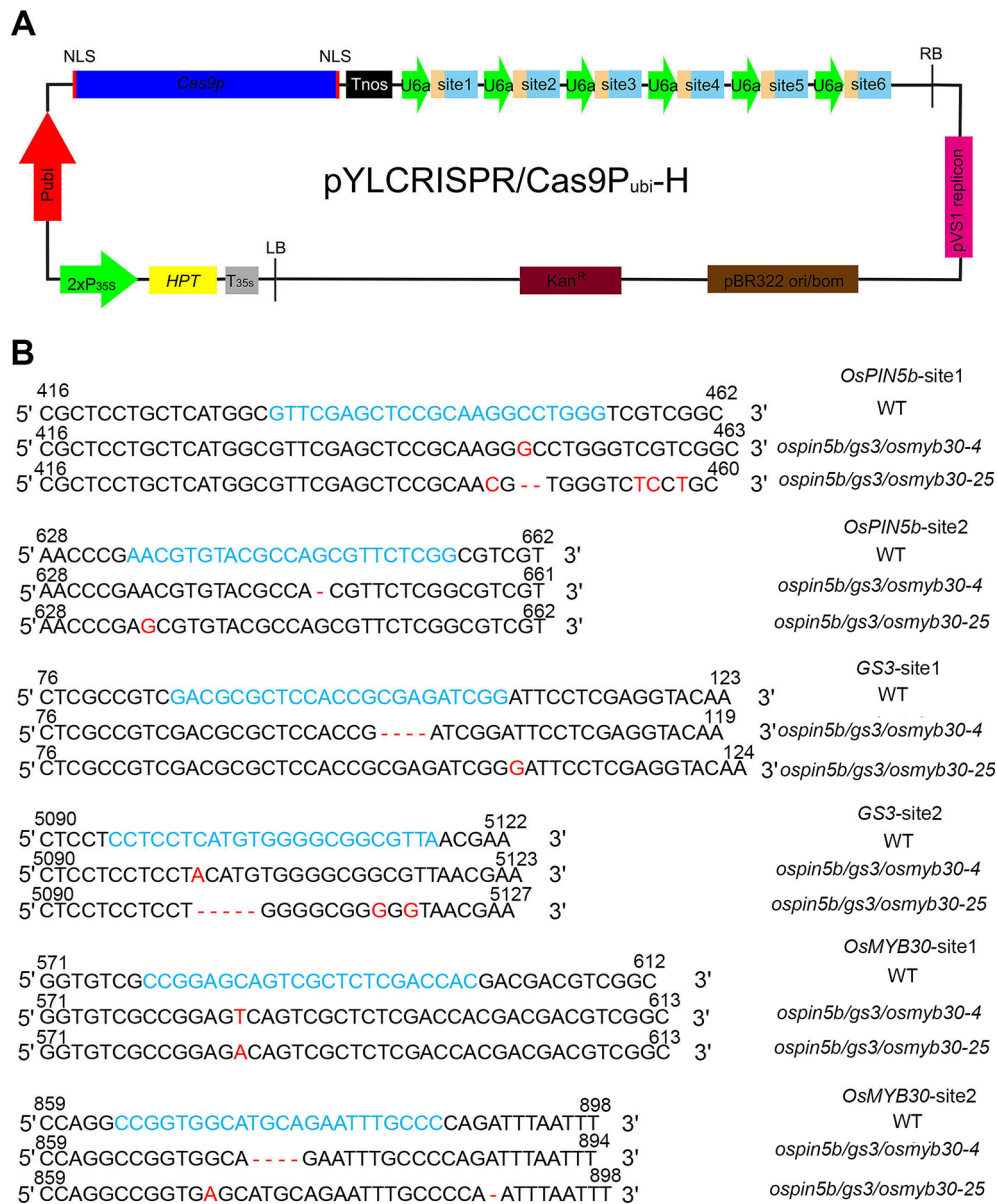 A
NLS NLS RB
Cas9p Tnos U6a site1 U6a site2 U6a site3 U6a site4 U6a site5 U6a site6
PubI pYLCRISPR/Cas9Pubi-H pVS1 replicon
LB
2xP35S HPT T35s KanR pBR322 ori/bom
B
OsPIN5b-site1
416 462
5' CGCTCCTGCTCATGGCGTTCGAGCTCCGCAAGGCCTGGGTCGTCGGC 3' WT
416 463
5' CGCTCCTGCTCATGGCGTTCGAGCTCCGCAAGGGCCTGGGTCGTCGGC 3' ospin5b/gs3/osmyb30-4
416 460
5' CGCTCCTGCTCATGGCGTTCGAGCTCCGCAACG--TGGGTCTCCTGC 3' ospin5b/gs3/osmyb30-25
OsPIN5b-site2
628 662
5' AACCCGAACGTGTACGCCAGCGTTCTCGGCGTCGT 3' WT
628 661
5' AACCCGAACGTGTACGCCA-CGTTCTCGGCGTCGT 3' ospin5b/gs3/osmyb30-4
628 662
5' AACCCGAGCGTGTACGCCAGCGTTCTCGGCGTCGT 3' ospin5b/gs3/osmyb30-25
GS3-site1
76 123
5' CTCGCCGTCGACGCGCTCCACCGCGAGATCGGATTCCTCGAGGTACAA 3' WT
76 119
5' CTCGCCGTCGACGCGCTCCACCG----ATCGGATTCCTCGAGGTACAA 3' ospin5b/gs3/osmyb30-4
76 124
5' CTCGCCGTCGACGCGCTCCACCGCGAGATCGGGATTCCTCGAGGTACAA 3' ospin5b/gs3/osmyb30-25
GS3-site2
5090 5122
5' CTCCTCCTCCTCATGTGGGGCGGCGTTAACGAA 3' WT
5090 5123
5' CTCCTCCTCCTACATGTGGGGCGGCGTTAACGAA 3' ospin5b/gs3/osmyb30-4
5090 5127
5' CTCCTCCTCCT-----GGGGCGGGGGTAACGAA 3' ospin5b/gs3/osmyb30-25
OsMYB30-site1
571 612
5' GGTGTCGCCGGAGCAGTCGCTCTCGACCACGACGACGTCGGC 3' WT
571 613
5' GGTGTCGCCGGAGTCAGTCGCTCTCGACCACGACGACGTCGGC 3' ospin5b/gs3/osmyb30-4
571 613
5' GGTGTCGCCGGAGACAGTCGCTCTCGACCACGACGACGTCGGC 3' ospin5b/gs3/osmyb30-25
OsMYB30-site2
859 898
5' CCAGGCCGGTGGCATGCAGAATTTGCCCCAGATTTAATTT 3' WT
859 894
5' CCAGGCCGGTGGCA----GAATTTGCCCCAGATTTAATTT 3' ospin5b/gs3/osmyb30-4
859 898
5' CCAGGCCGGTGAGCATGCAGAATTTGCCCCA-ATTTAATTT 3' ospin5b/gs3/osmyb30-25